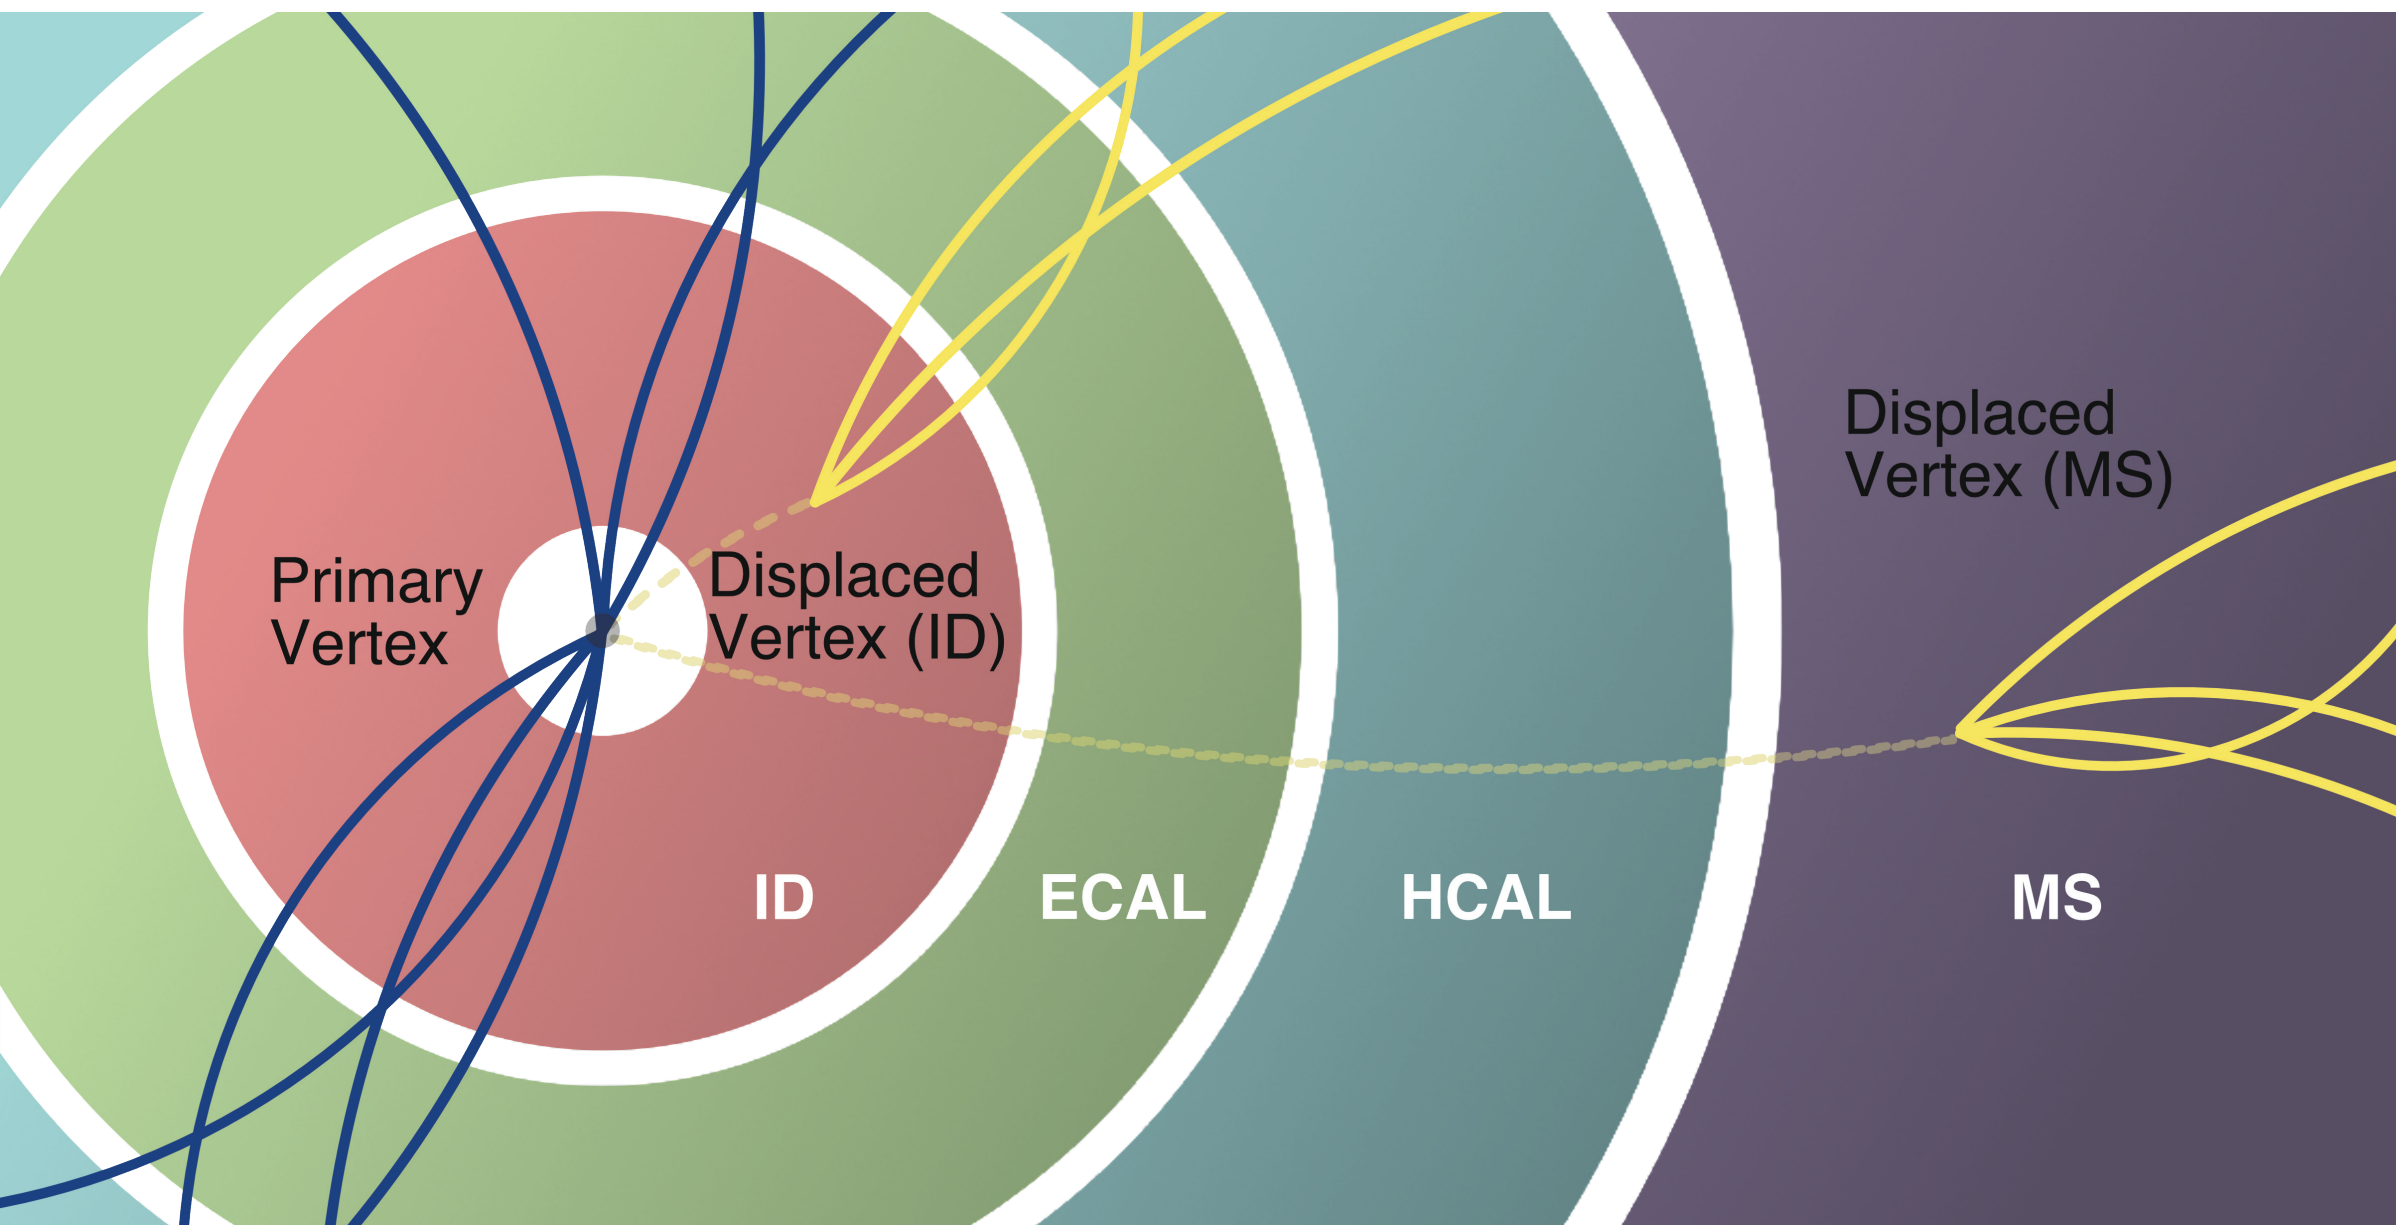 Displaced
Vertex (MS)
Primary
Vertex
Displaced
Vertex (ID)
ID
ECAL
HCAL
MS